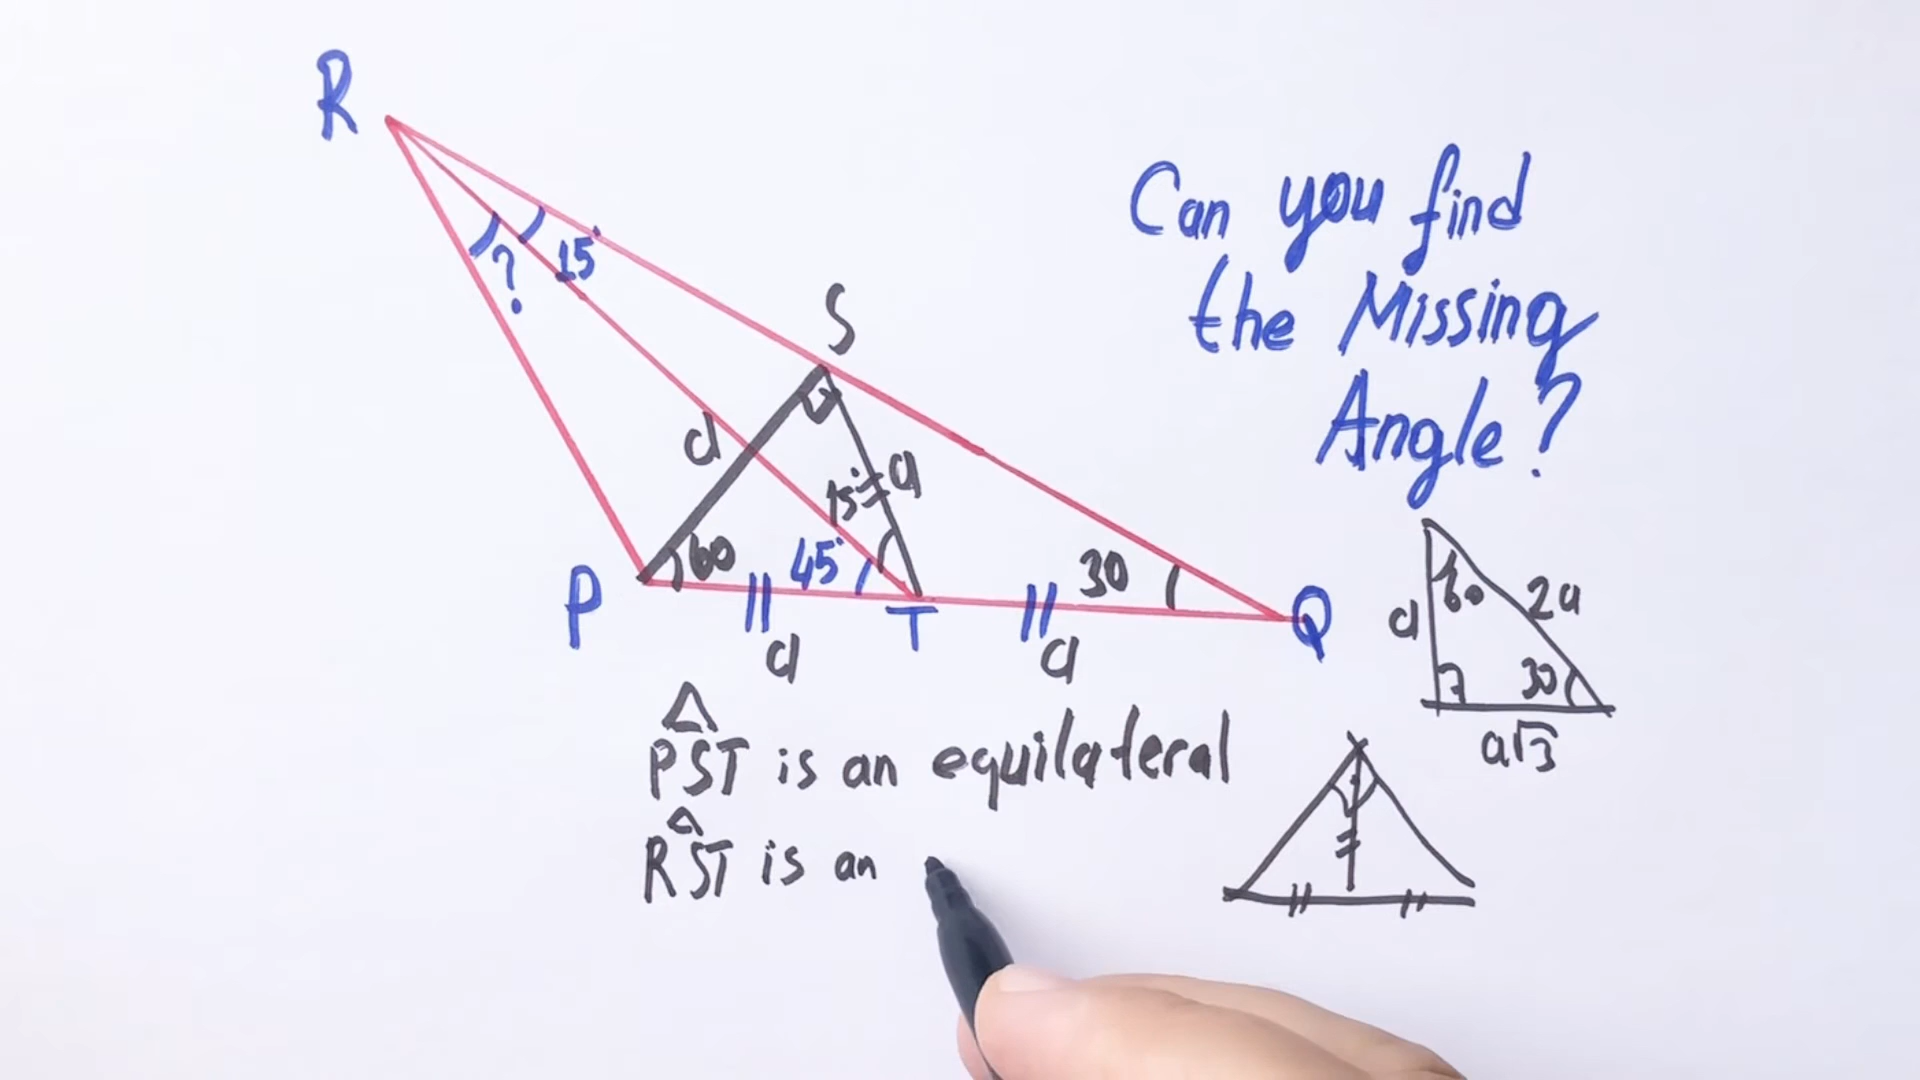 R
Can you find
the Missing
Angle?
?
15°
S
a
15°
a
60
45°
30
P
T
Q
a
a
60
2a
a
30
a√3
PST is an equilateral
RST is an